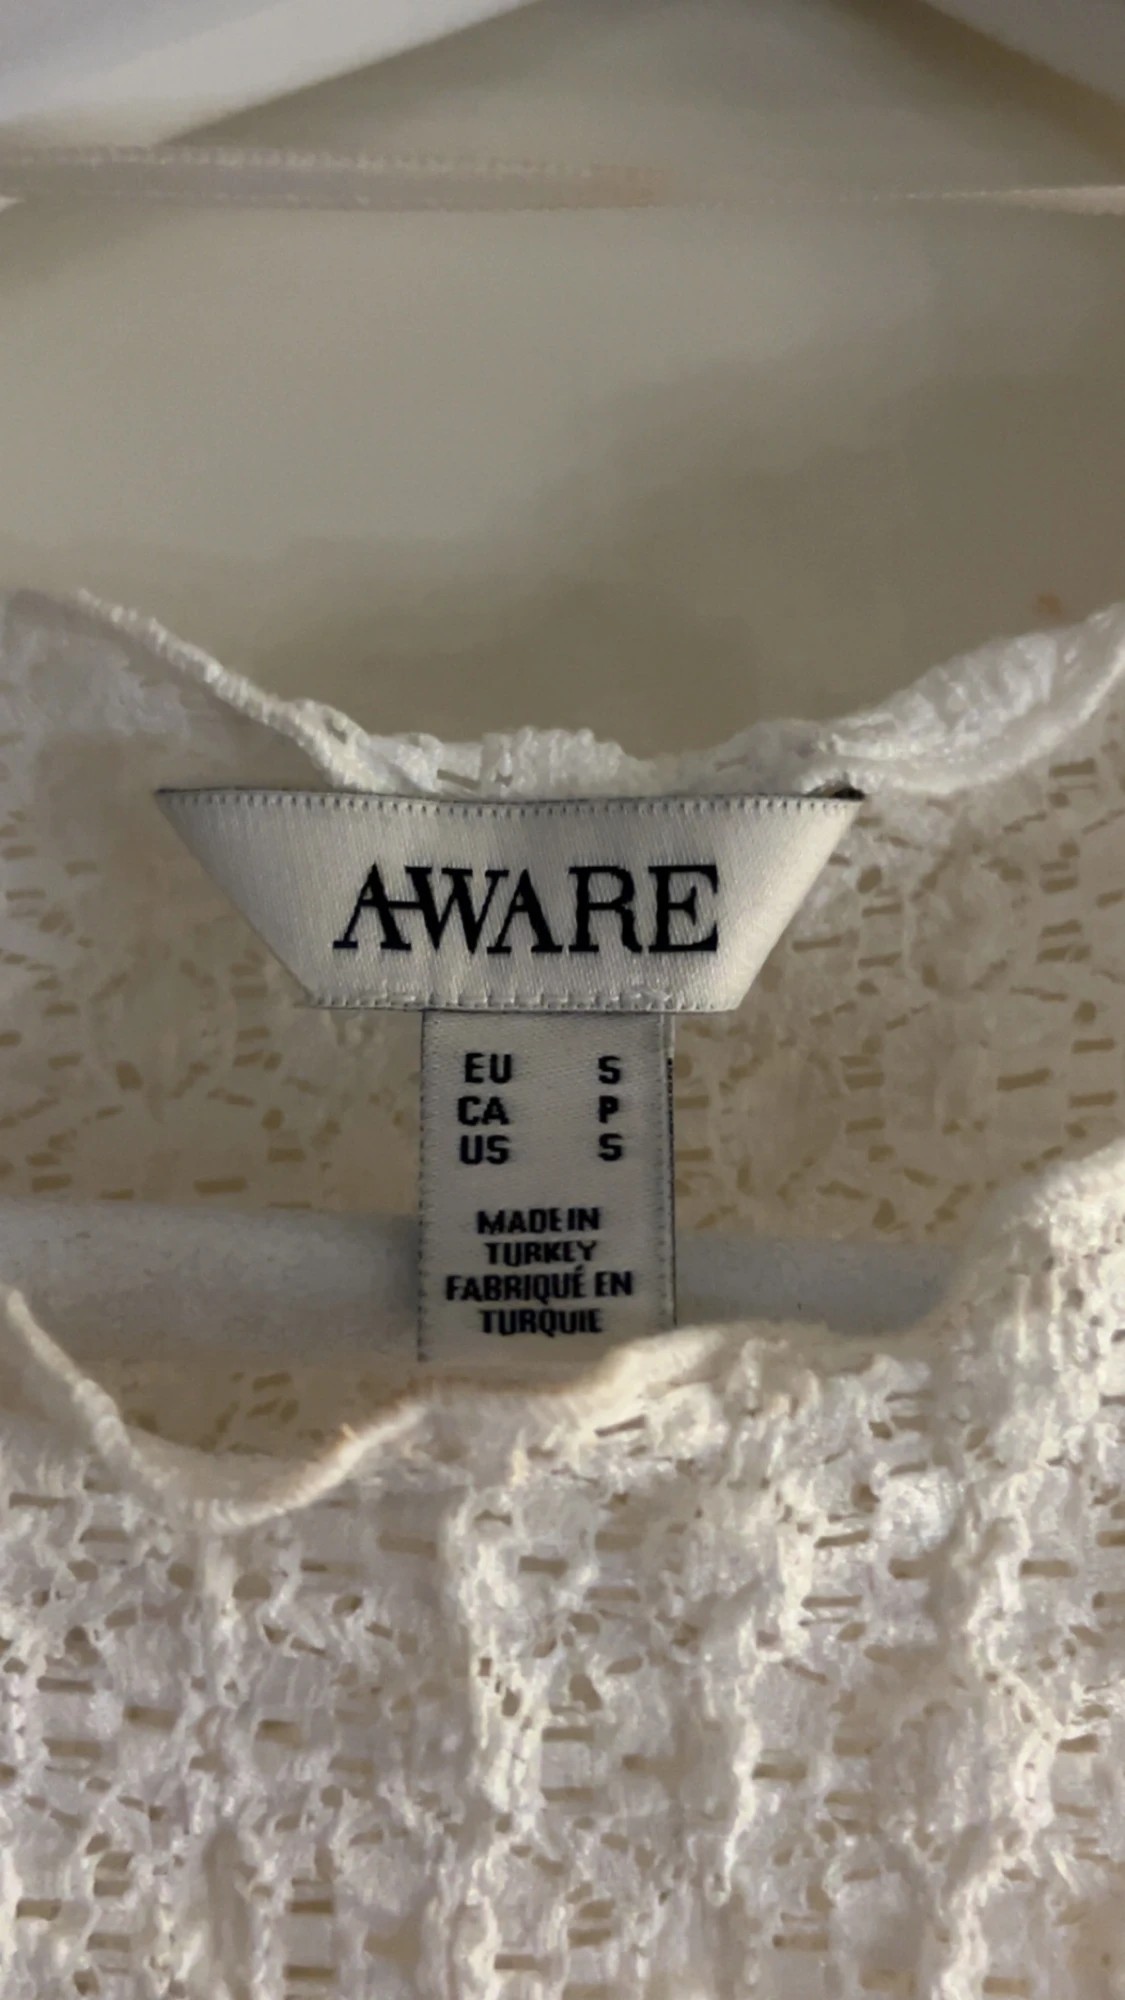 AWARE
EU S
CA P
US S
MADE IN
TURKEY
FABRIQUÉ EN
TURQUIE